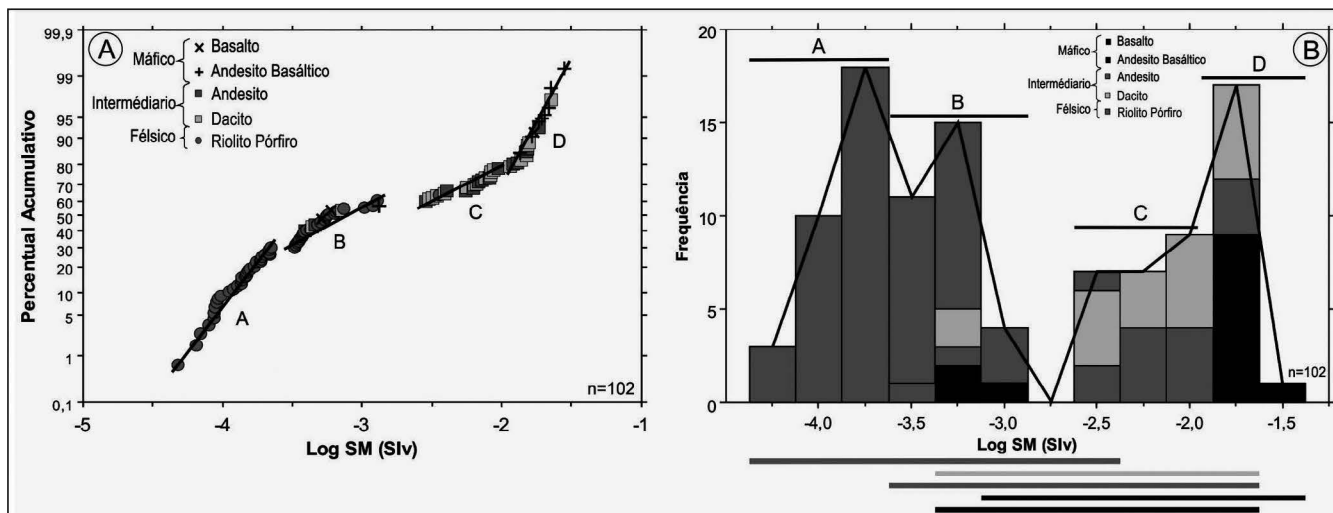 A
Máfico
Basalto
Andesito Basáltico
Intérmédiario
Andesito
Dacito
Félsico
Riolito Pórfiro
Percentual Acumulativo
99,9
99
95
90
80
70
60
50
40
30
20
10
5
1
0,1
A
B
C
D
n=102
-5
-4
-3
-2
-1
Log SM (SIv)
B
Máfico
Basalto
Andesito Basáltico
Intermédiario
Andesito
Dacito
Félsico
Riolito Pórfiro
Frequência
20
15
10
5
0
A
B
C
D
n=102
-4,0
-3,5
-3,0
-2,5
-2,0
-1,5
Log SM (SIv)